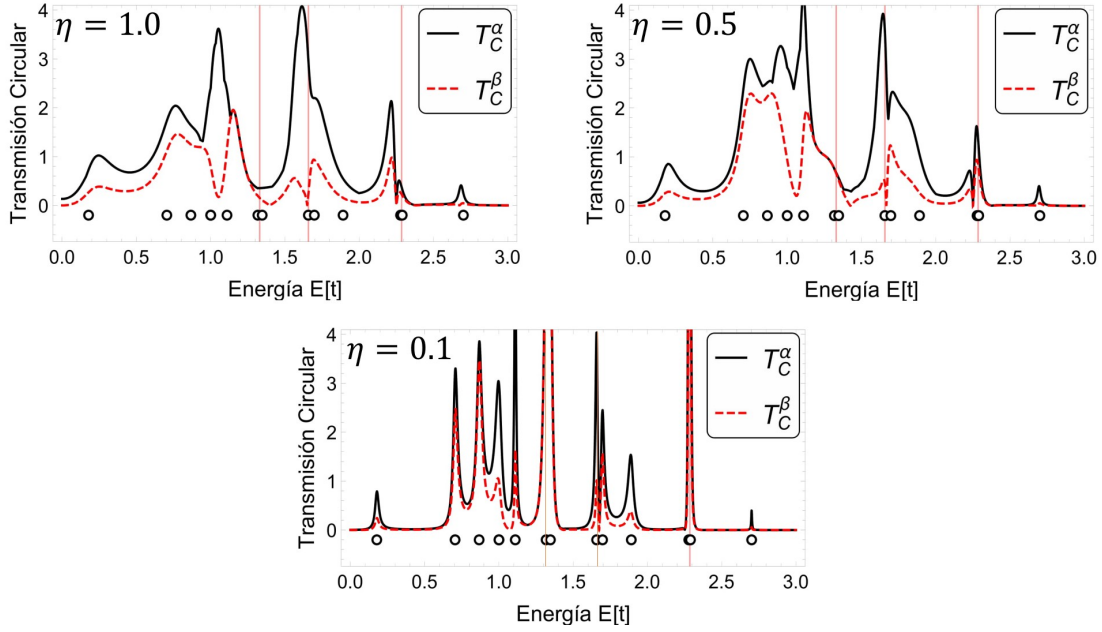 η = 1.0
T_C^α
T_C^β
Transmisión Circular
4
3
2
1
0
0.0 0.5 1.0 1.5 2.0 2.5 3.0
Energía E[t]
η = 0.5
T_C^α
T_C^β
Transmisión Circular
4
3
2
1
0
0.0 0.5 1.0 1.5 2.0 2.5 3.0
Energía E[t]
η = 0.1
T_C^α
T_C^β
Transmisión Circular
4
3
2
1
0
0.0 0.5 1.0 1.5 2.0 2.5 3.0
Energía E[t]